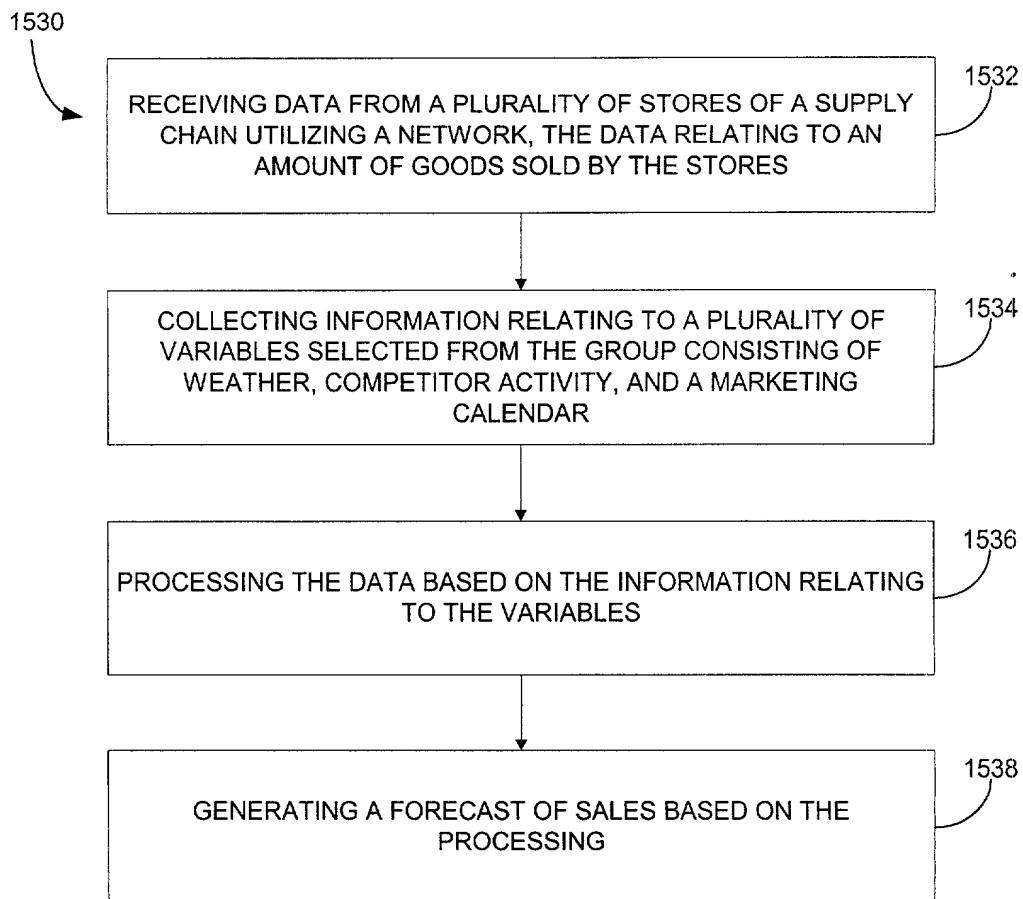 1530
1532
RECEIVING DATA FROM A PLURALITY OF STORES OF A SUPPLY
CHAIN UTILIZING A NETWORK, THE DATA RELATING TO AN
AMOUNT OF GOODS SOLD BY THE STORES
1534
COLLECTING INFORMATION RELATING TO A PLURALITY OF
VARIABLES SELECTED FROM THE GROUP CONSISTING OF
WEATHER, COMPETITOR ACTIVITY, AND A MARKETING
CALENDAR
1536
PROCESSING THE DATA BASED ON THE INFORMATION RELATING
TO THE VARIABLES
1538
GENERATING A FORECAST OF SALES BASED ON THE
PROCESSING